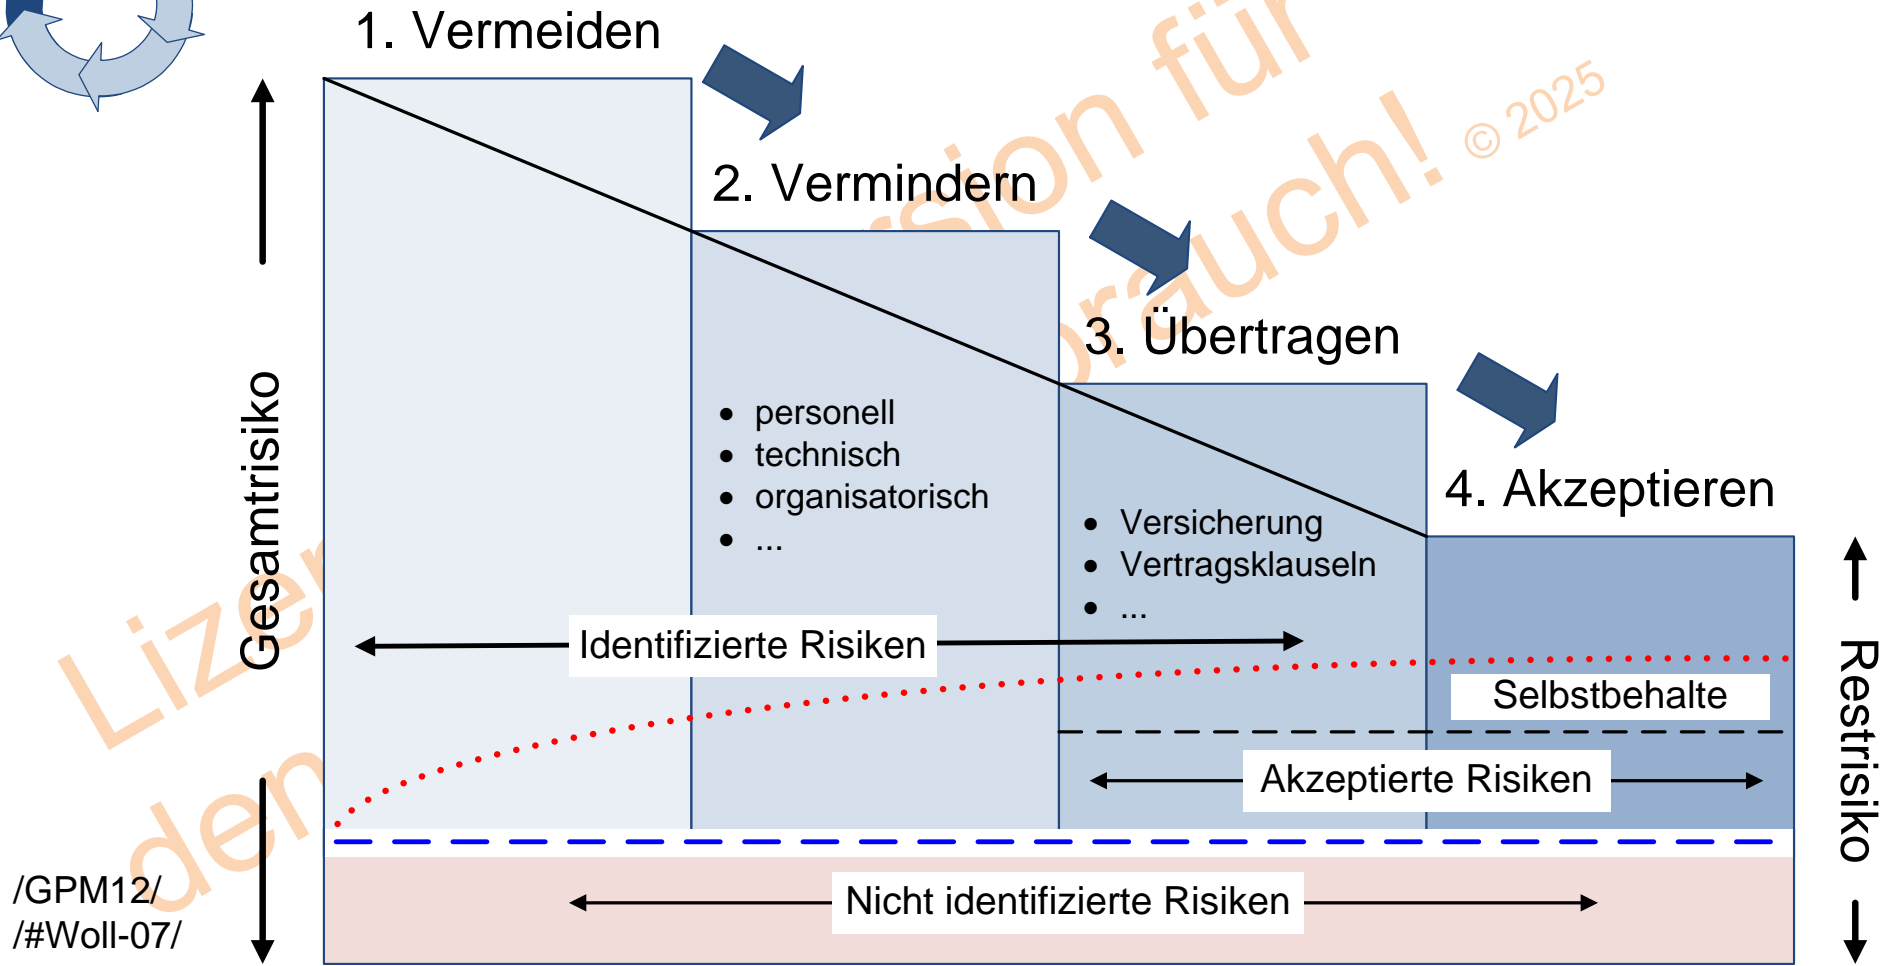 1. Vermeiden
2. Vermindern
3. Übertragen
4. Akzeptieren
Gesamtrisiko
• personell
• technisch
• organisatorisch
• ...
• Versicherung
• Vertragsklauseln
• ...
Identifizierte Risiken
Selbstbehalte
Akzeptierte Risiken
Nicht identifizierte Risiken
Restrisiko
/GPM12/
/#Woll-07/
für
© 2025